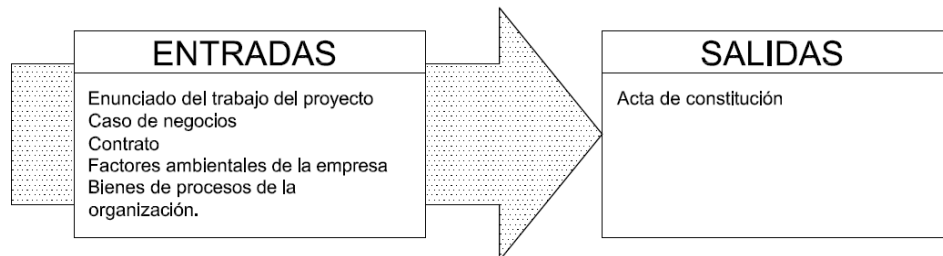 ENTRADAS
Enunciado del trabajo del proyecto
Caso de negocios
Contrato
Factores ambientales de la empresa
Bienes de procesos de la
organización.
SALIDAS
Acta de constitución